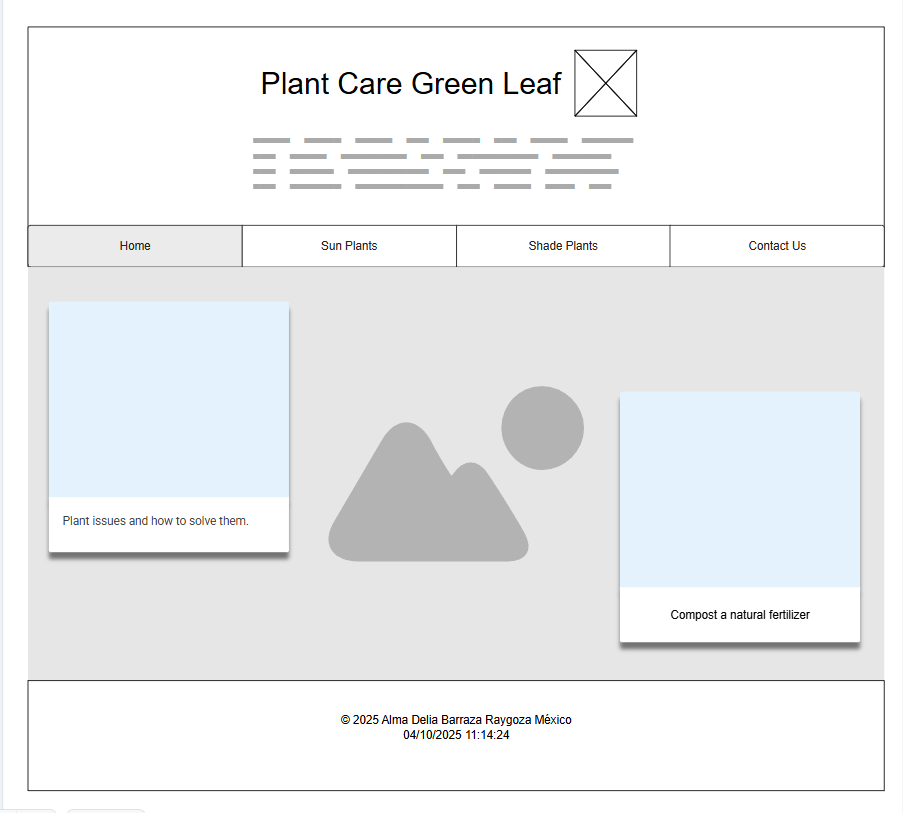 Plant Care Green Leaf
Home
Sun Plants
Shade Plants
Contact Us
Plant issues and how to solve them.
Compost a natural fertilizer
© 2025 Alma Delia Barraza Raygoza México
04/10/2025 11:14:24